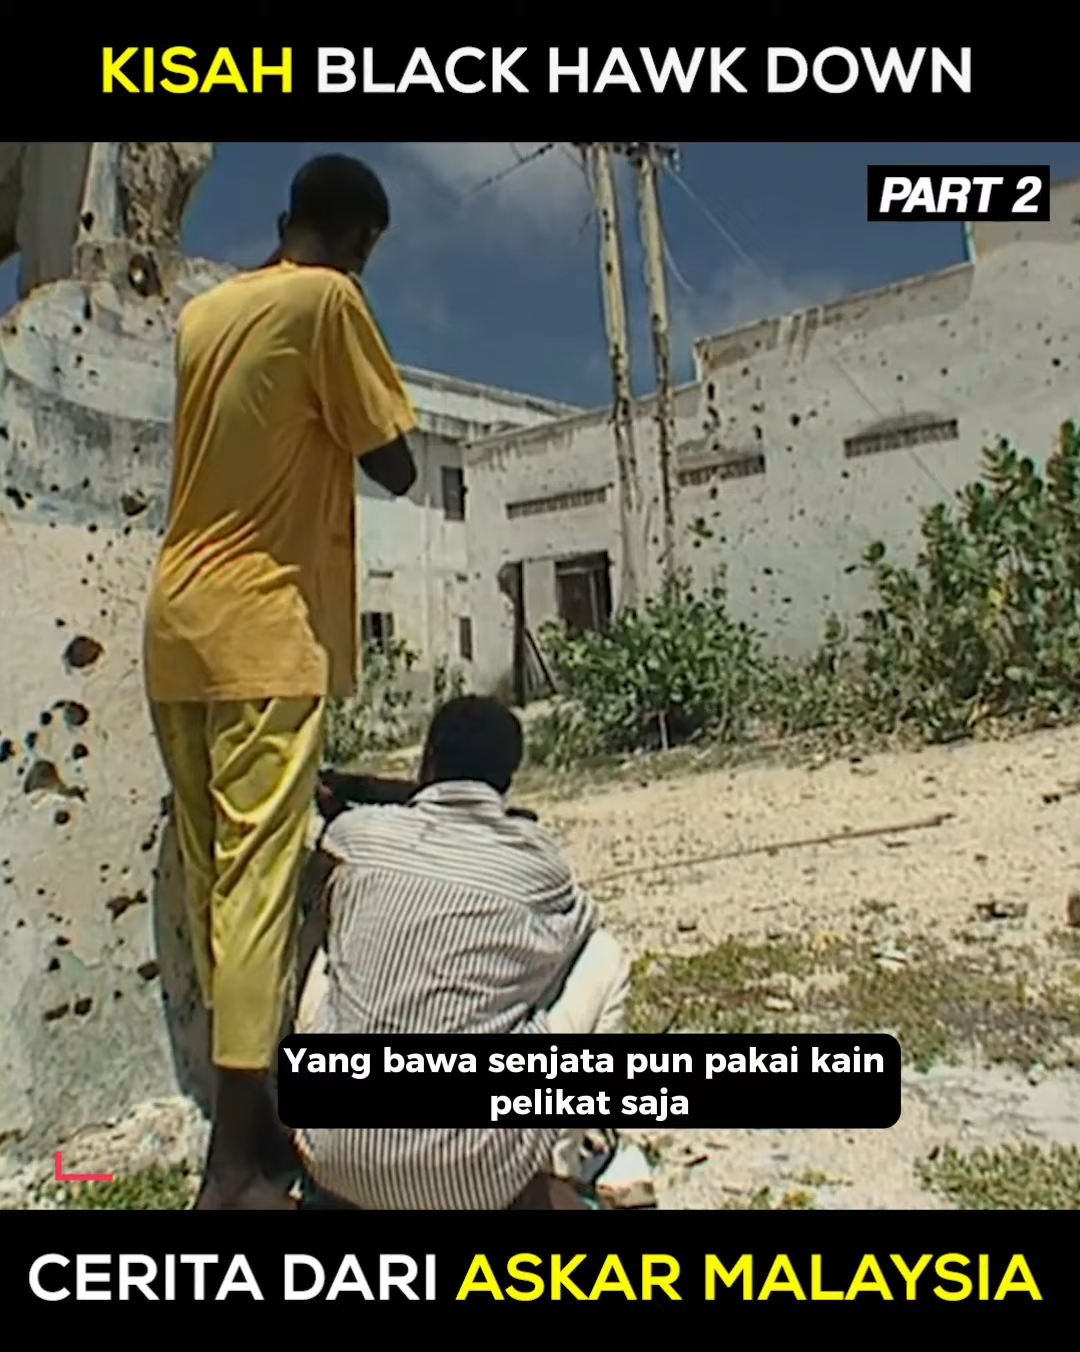 KISAH BLACK HAWK DOWN
PART 2
Yang bawa senjata pun pakai kain
pelikat saja
CERITA DARI ASKAR MALAYSIA